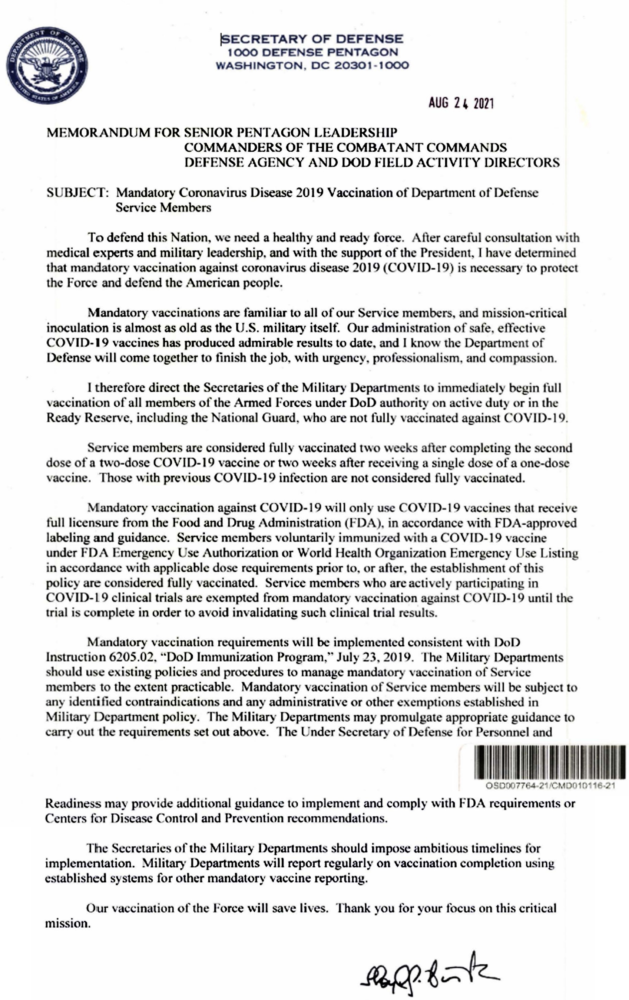 DEPARTMENT OF DEFENSE
UNITED STATES OF AMERICA
SECRETARY OF DEFENSE
1000 DEFENSE PENTAGON
WASHINGTON, DC 20301-1000
AUG 24 2021
MEMORANDUM FOR SENIOR PENTAGON LEADERSHIP
COMMANDERS OF THE COMBATANT COMMANDS
DEFENSE AGENCY AND DOD FIELD ACTIVITY DIRECTORS
SUBJECT: Mandatory Coronavirus Disease 2019 Vaccination of Department of Defense
Service Members
To defend this Nation, we need a healthy and ready force. After careful consultation with
medical experts and military leadership, and with the support of the President, I have determined
that mandatory vaccination against coronavirus disease 2019 (COVID-19) is necessary to protect
the Force and defend the American people.
Mandatory vaccinations are familiar to all of our Service members, and mission-critical
inoculation is almost as old as the U.S. military itself. Our administration of safe, effective
COVID-19 vaccines has produced admirable results to date, and I know the Department of
Defense will come together to finish the job, with urgency, professionalism, and compassion.
I therefore direct the Secretaries of the Military Departments to immediately begin full
vaccination of all members of the Armed Forces under DoD authority on active duty or in the
Ready Reserve, including the National Guard, who are not fully vaccinated against COVID-19.
Service members are considered fully vaccinated two weeks after completing the second
dose of a two-dose COVID-19 vaccine or two weeks after receiving a single dose of a one-dose
vaccine. Those with previous COVID-19 infection are not considered fully vaccinated.
Mandatory vaccination against COVID-19 will only use COVID-19 vaccines that receive
full licensure from the Food and Drug Administration (FDA), in accordance with FDA-approved
labeling and guidance. Service members voluntarily immunized with a COVID-19 vaccine
under FDA Emergency Use Authorization or World Health Organization Emergency Use Listing
in accordance with applicable dose requirements prior to, or after, the establishment of this
policy are considered fully vaccinated. Service members who are actively participating in
COVID-19 clinical trials are exempted from mandatory vaccination against COVID-19 until the
trial is complete in order to avoid invalidating such clinical trial results.
Mandatory vaccination requirements will be implemented consistent with DoD
Instruction 6205.02, “DoD Immunization Program,” July 23, 2019. The Military Departments
should use existing policies and procedures to manage mandatory vaccination of Service
members to the extent practicable. Mandatory vaccination of Service members will be subject to
any identified contraindications and any administrative or other exemptions established in
Military Department policy. The Military Departments may promulgate appropriate guidance to
carry out the requirements set out above. The Under Secretary of Defense for Personnel and
OSD007764-21/CMD010116-21
Readiness may provide additional guidance to implement and comply with FDA requirements or
Centers for Disease Control and Prevention recommendations.
The Secretaries of the Military Departments should impose ambitious timelines for
implementation. Military Departments will report regularly on vaccination completion using
established systems for other mandatory vaccine reporting.
Our vaccination of the Force will save lives. Thank you for your focus on this critical
mission.